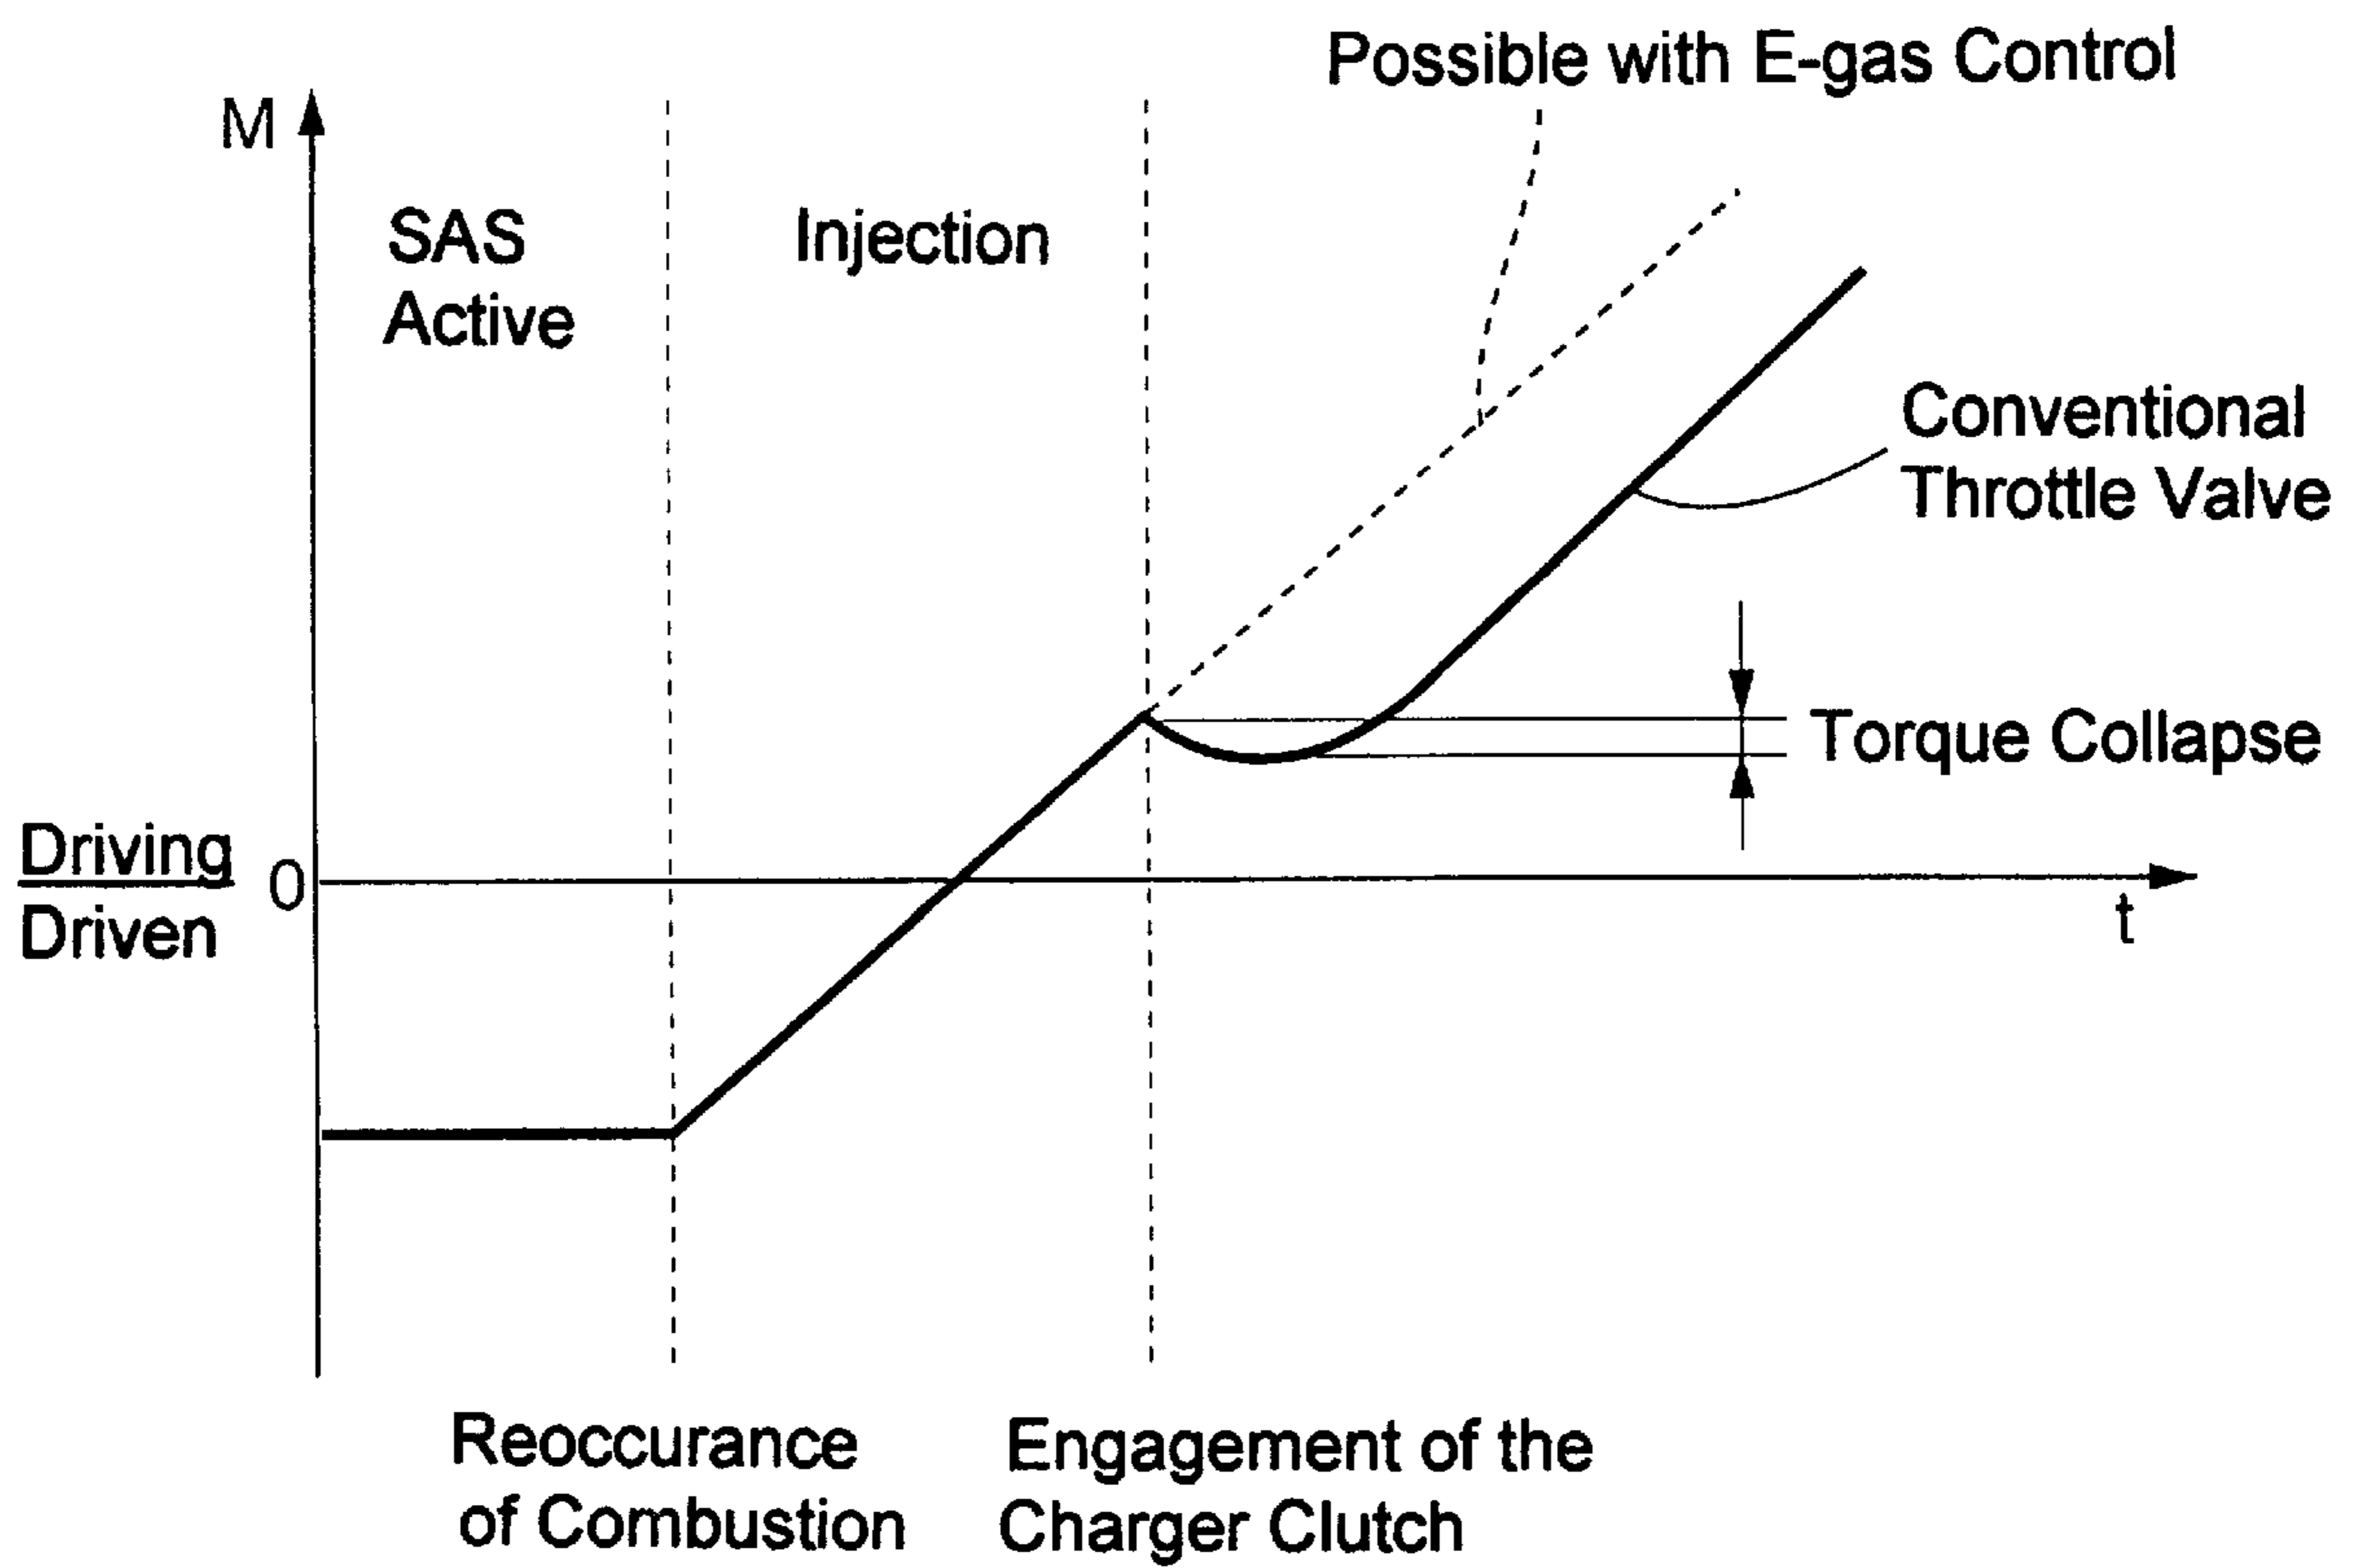 Possible with E-gas Control
M
SAS
Active
Injection
Conventional
Throttle Valve
Torque Collapse
Driving
0
Driven
t
Reoccurance
of Combustion
Engagement of the
Charger Clutch